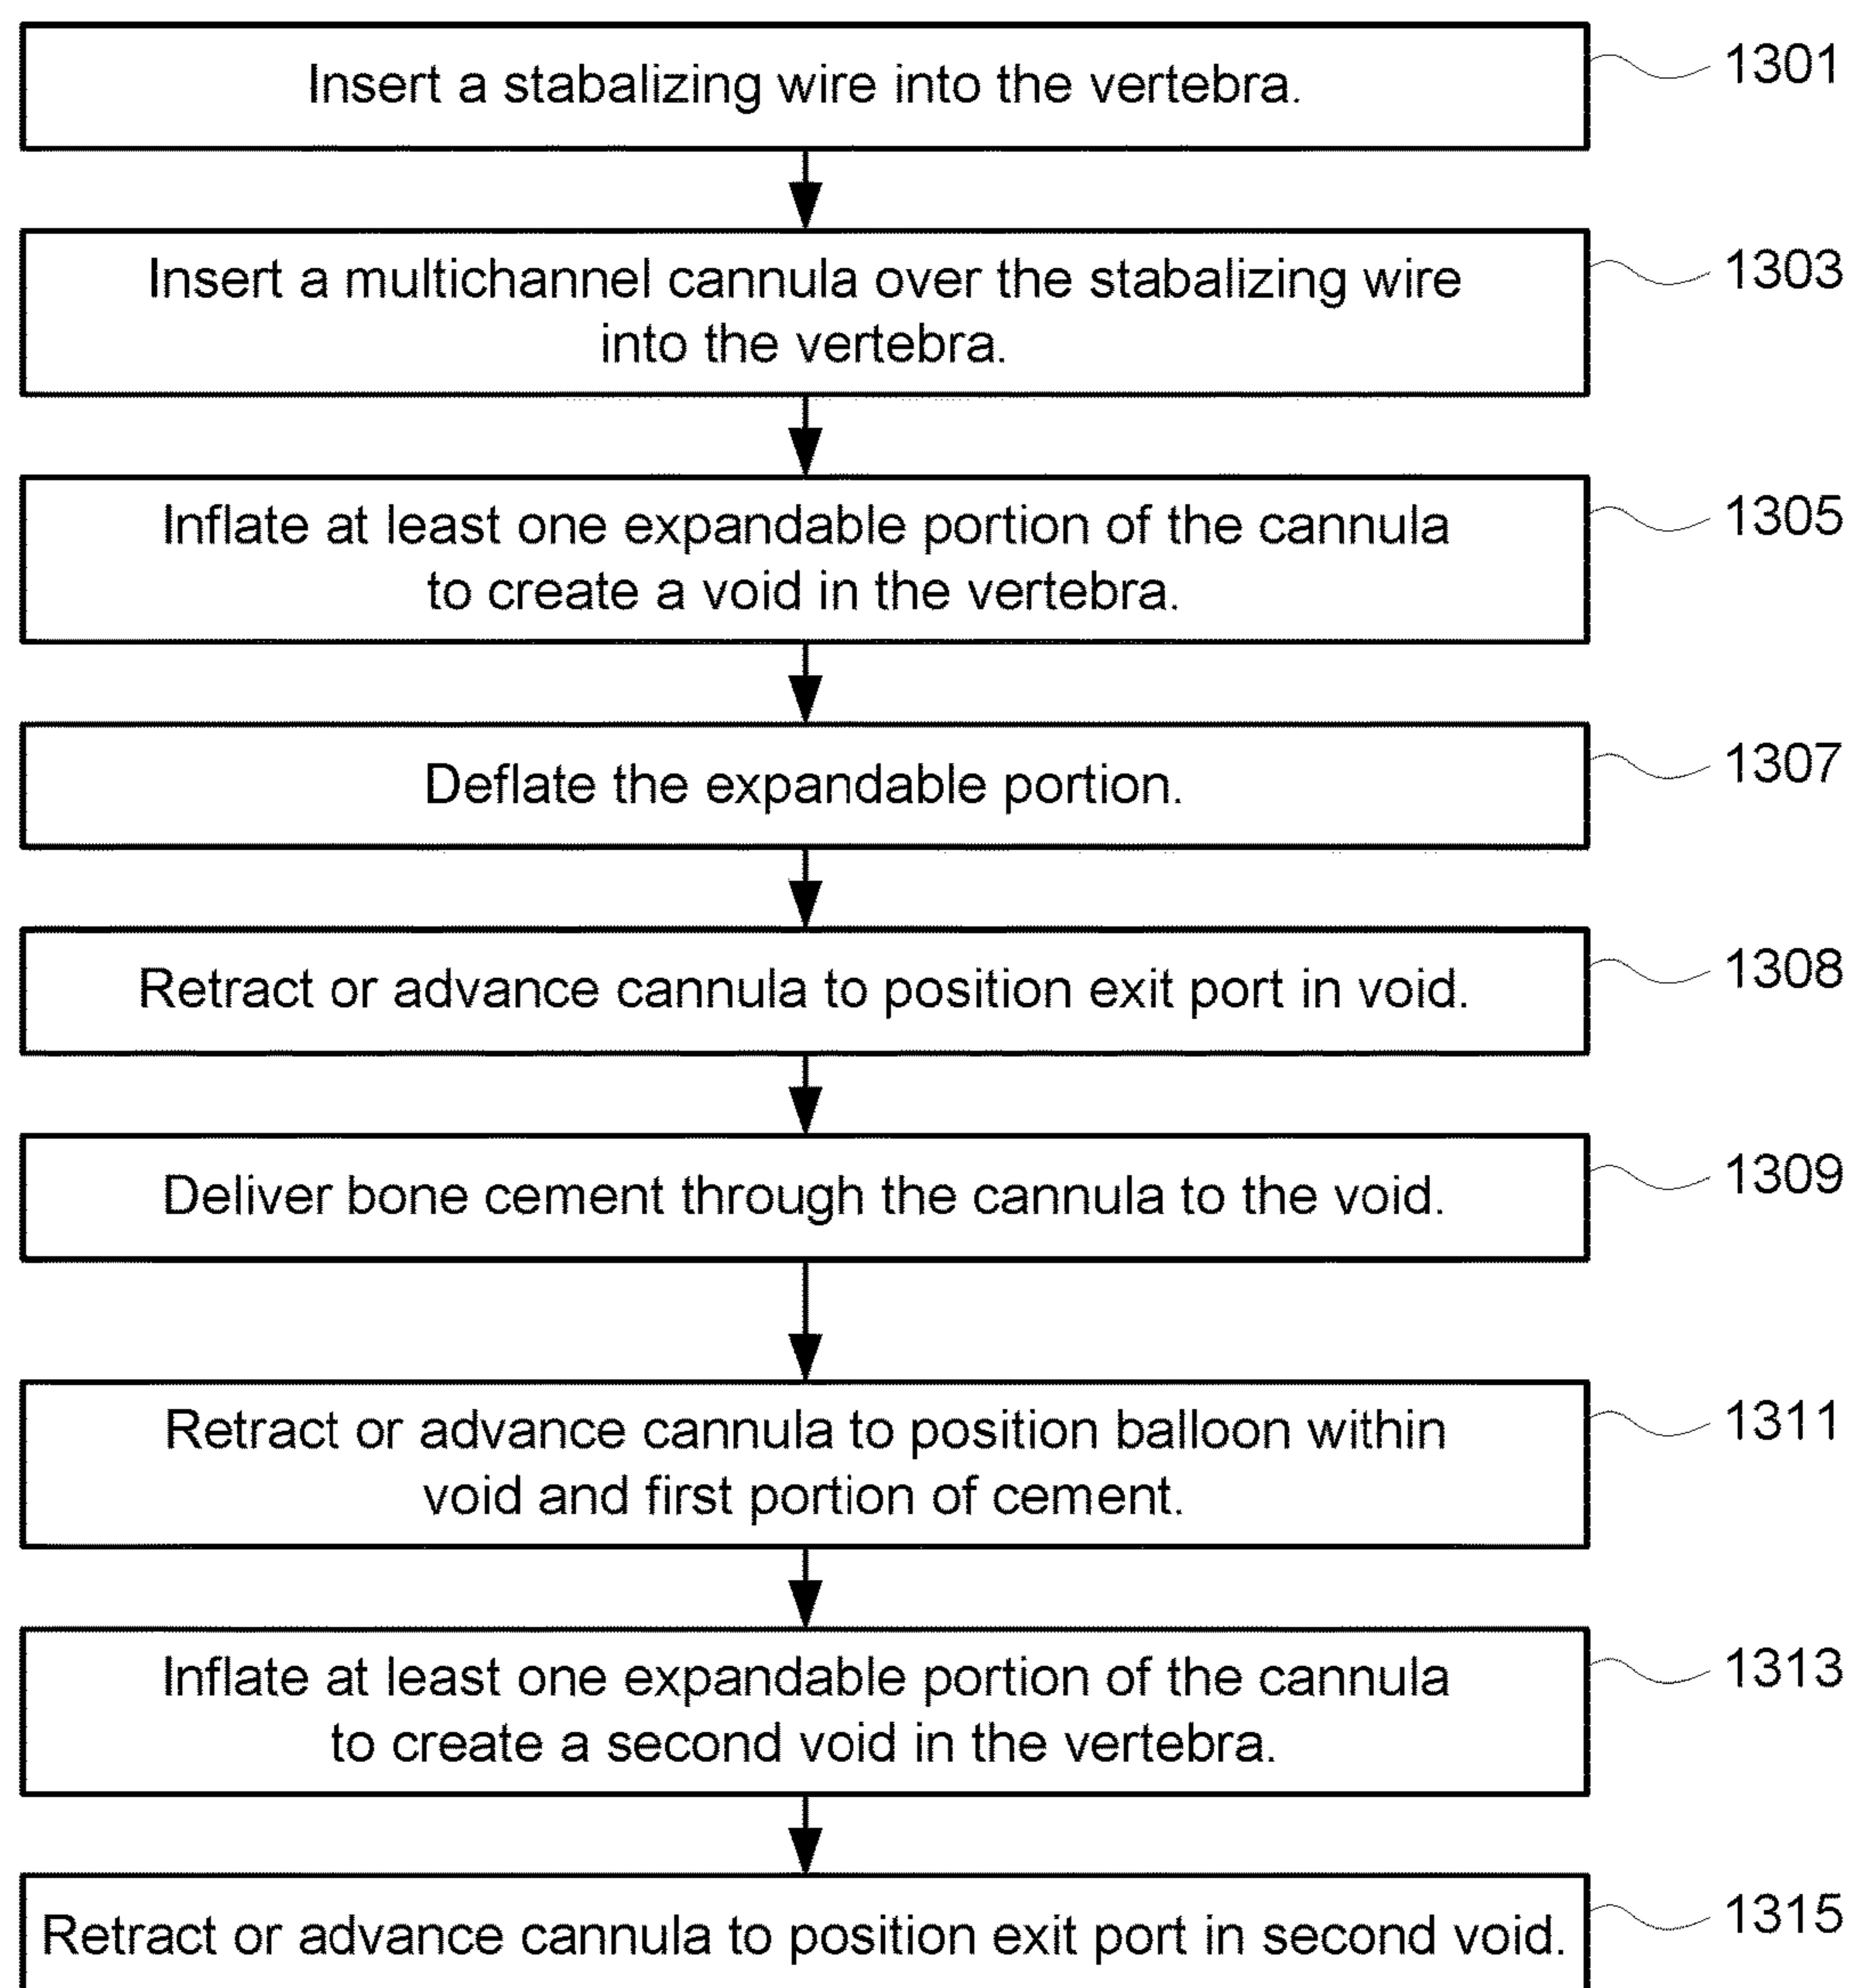 Insert a stabalizing wire into the vertebra.
1301
Insert a multichannel cannula over the stabalizing wire
into the vertebra.
1303
Inflate at least one expandable portion of the cannula
to create a void in the vertebra.
1305
Deflate the expandable portion.
1307
Retract or advance cannula to position exit port in void.
1308
Deliver bone cement through the cannula to the void.
1309
Retract or advance cannula to position balloon within
void and first portion of cement.
1311
Inflate at least one expandable portion of the cannula
to create a second void in the vertebra.
1313
Retract or advance cannula to position exit port in second void.
1315